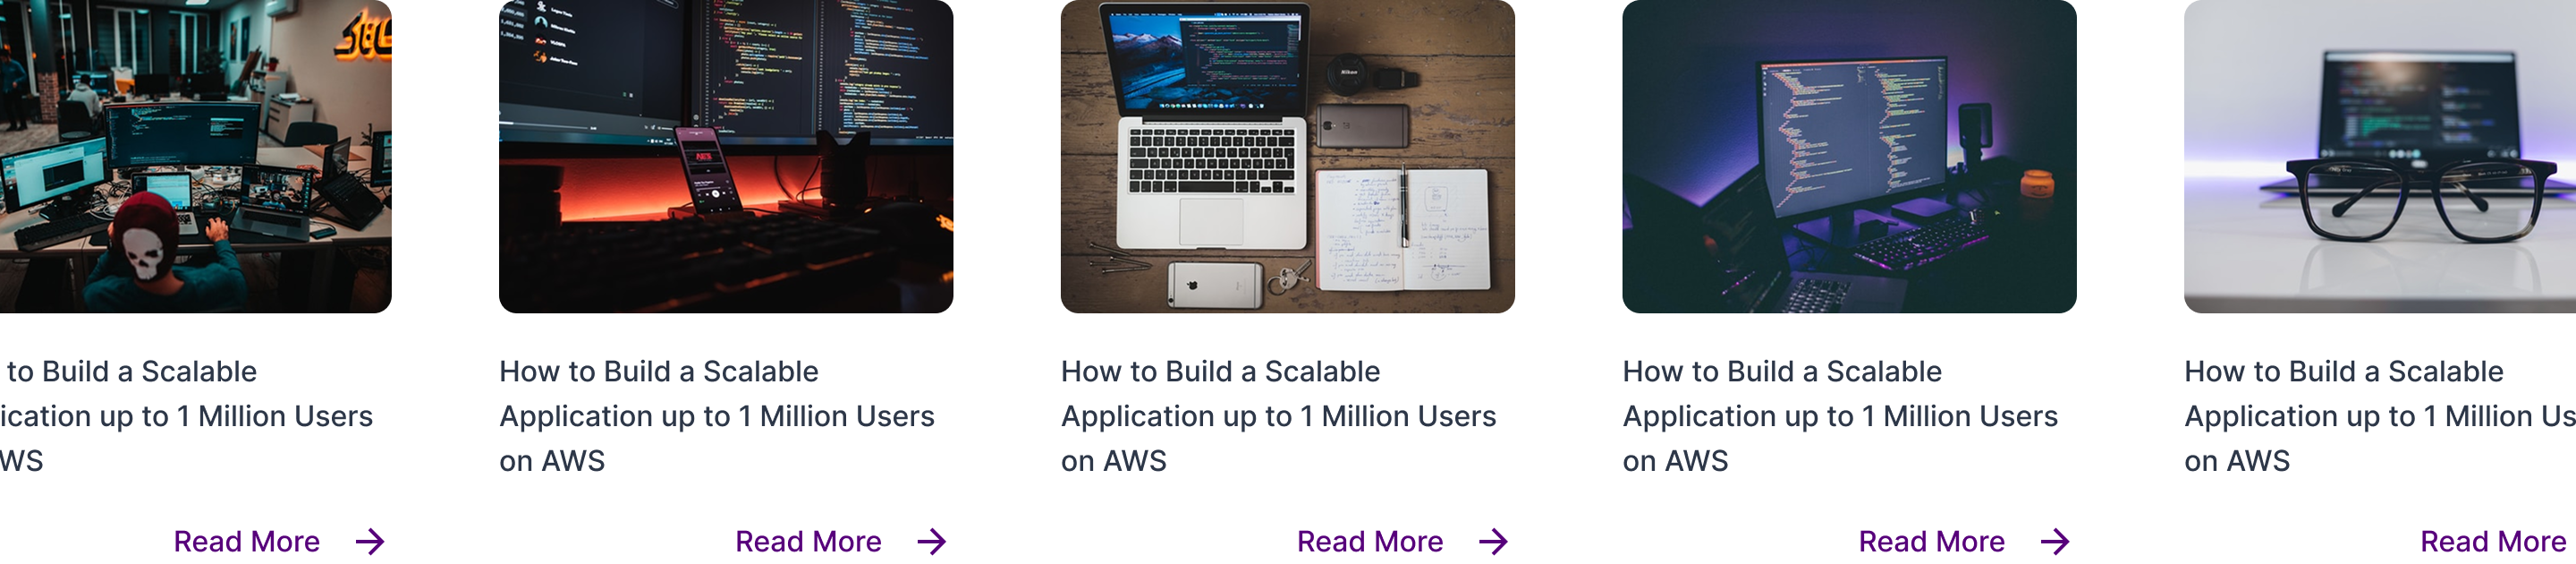 to Build a Scalable
ication up to 1 Million Users
WS
Read More
How to Build a Scalable
Application up to 1 Million Users
on AWS
Read More
Nikon
How to Build a Scalable
Application up to 1 Million Users
on AWS
Read More
How to Build a Scalable
Application up to 1 Million Users
on AWS
Read More
How to Build a Scalable
Application up to 1 Million Us
on AWS
Read More